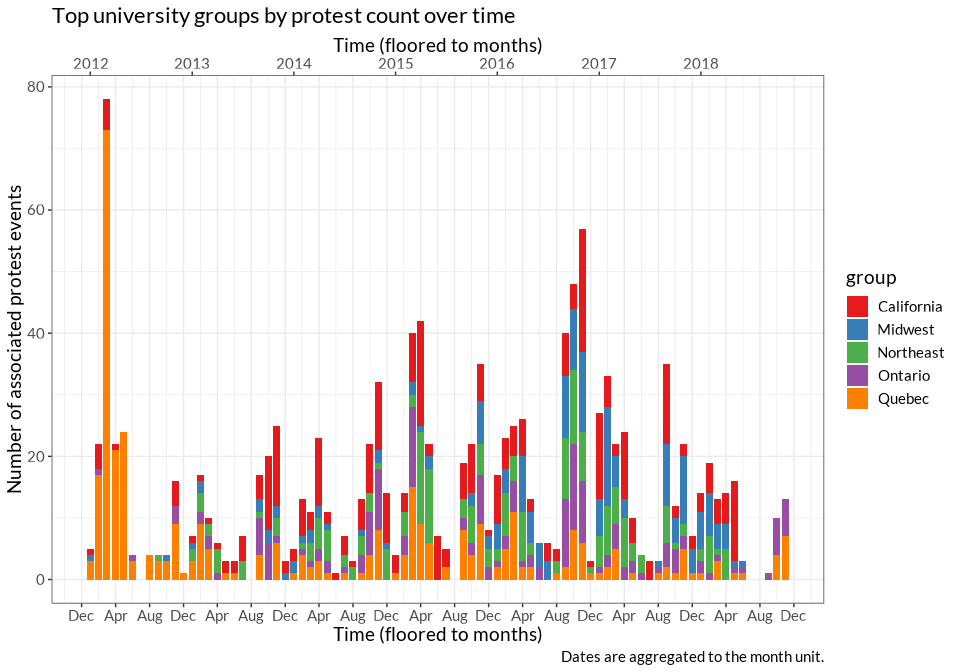 Top university groups by protest count over time
Time (floored to months)
2012 2013 2014 2015 2016 2017 2018
Number of associated protest events
80
60
40
20
0
group
California
Midwest
Northeast
Ontario
Quebec
Dec Apr Aug Dec Apr Aug Dec Apr Aug Dec Apr Aug Dec Apr Aug Dec Apr Aug Dec Apr Aug Dec
Time (floored to months)
Dates are aggregated to the month unit.